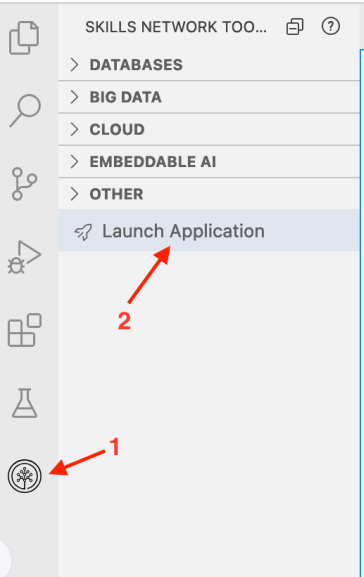 SKILLS NETWORK TOO...
DATABASES
BIG DATA
CLOUD
EMBEDDABLE AI
OTHER
Launch Application
2
1